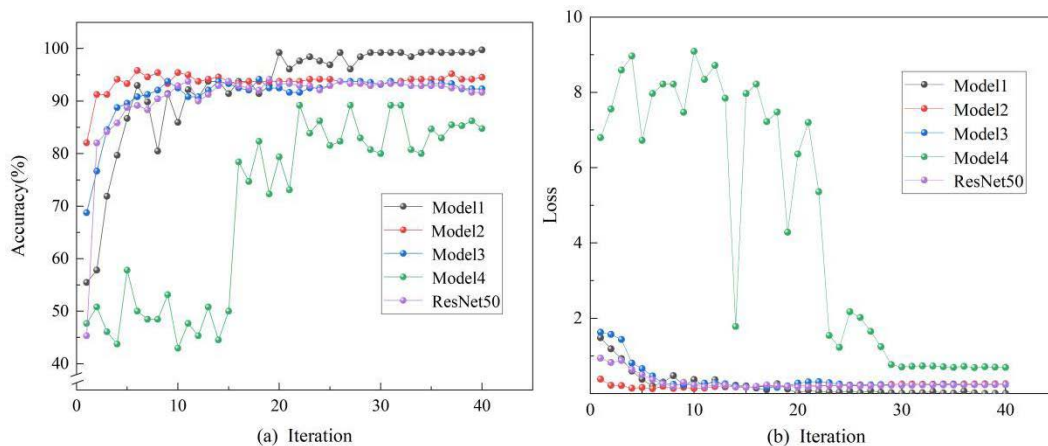 100
90
80
70
60
50
40
Accuracy(%)
Model1
Model2
Model3
Model4
ResNet50
0 10 20 30 40
(a) Iteration
10
8
6
4
2
Loss
Model1
Model2
Model3
Model4
ResNet50
0 10 20 30 40
(b) Iteration